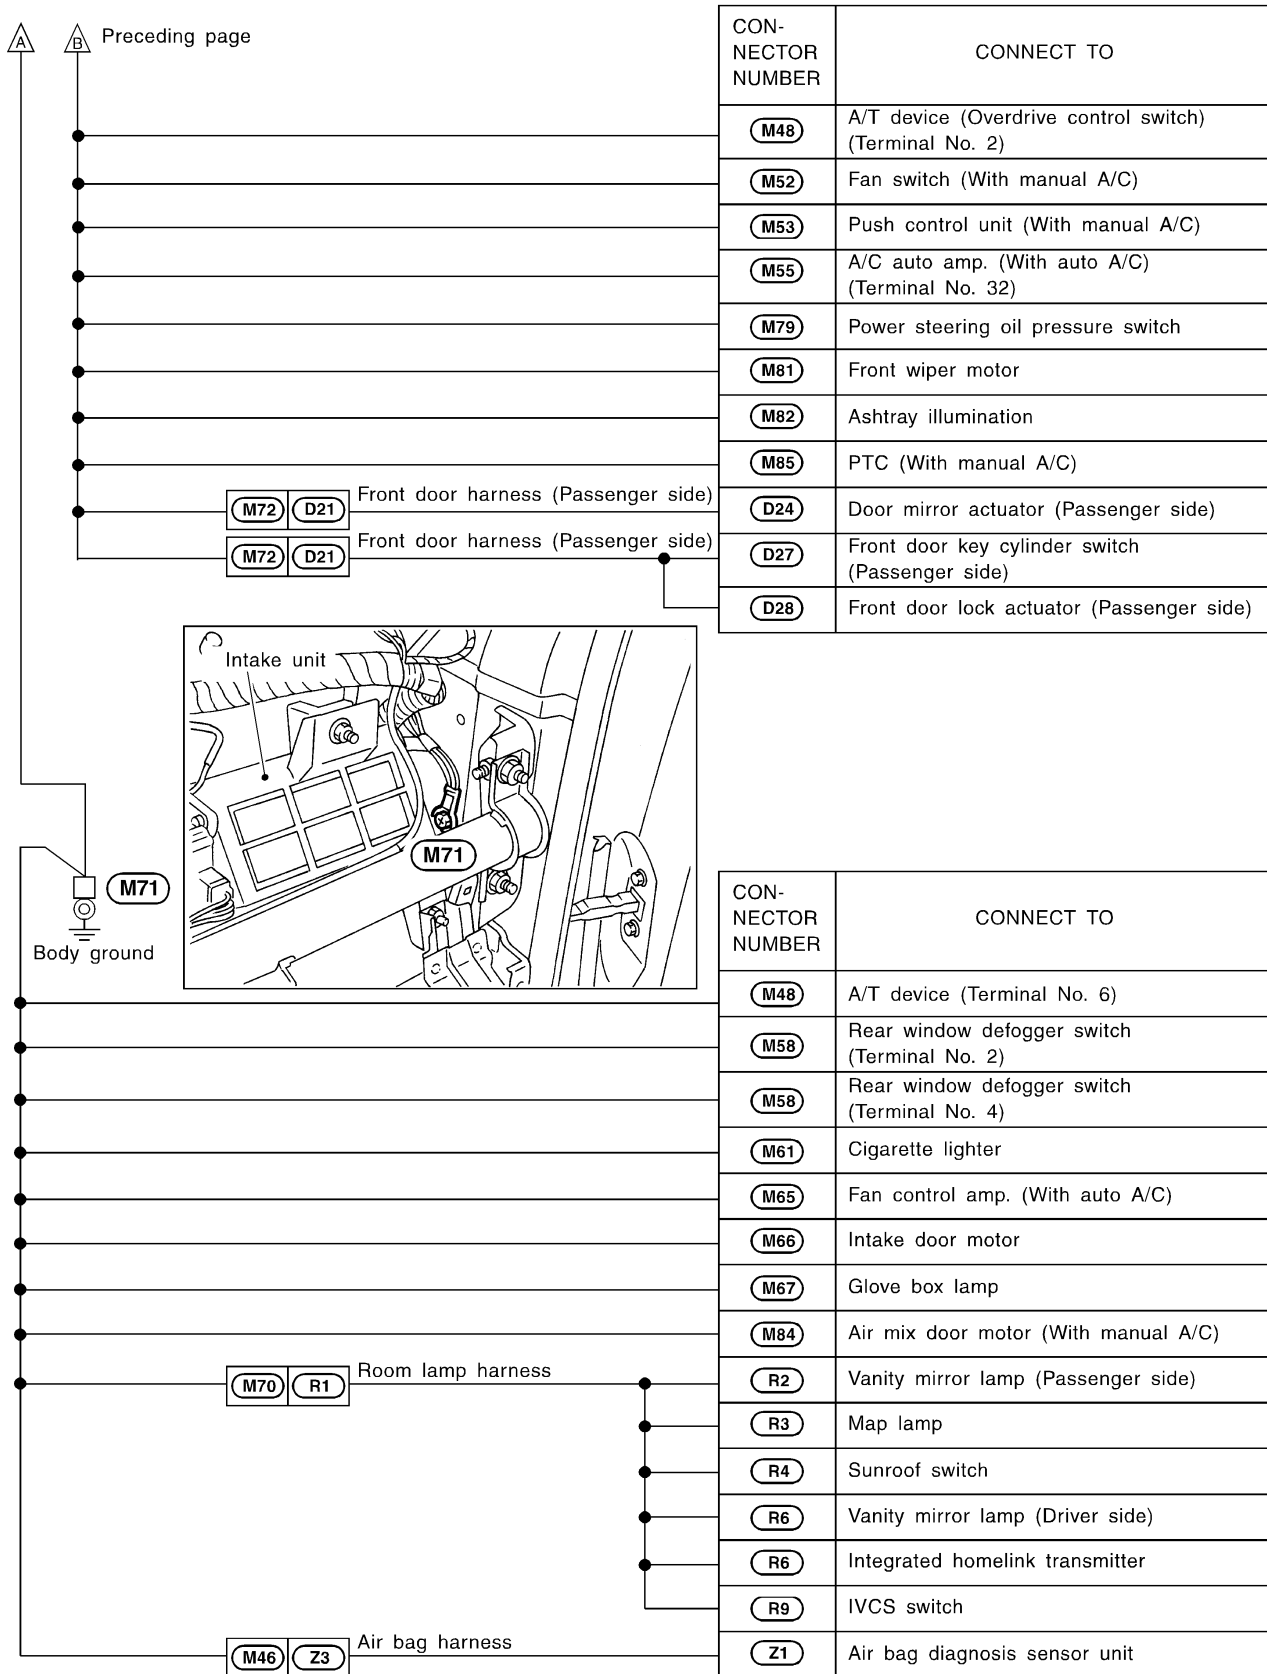 A
B
Preceding page
CON-
NECTOR
NUMBER
CONNECT TO
M48
A/T device (Overdrive control switch)
(Terminal No. 2)
M52
Fan switch (With manual A/C)
M53
Push control unit (With manual A/C)
M55
A/C auto amp. (With auto A/C)
(Terminal No. 32)
M79
Power steering oil pressure switch
M81
Front wiper motor
M82
Ashtray illumination
M85
PTC (With manual A/C)
M72
D21
Front door harness (Passenger side)
D24
Door mirror actuator (Passenger side)
M72
D21
Front door harness (Passenger side)
D27
Front door key cylinder switch
(Passenger side)
D28
Front door lock actuator (Passenger side)
Intake unit
M71
M71
Body ground
CON-
NECTOR
NUMBER
CONNECT TO
M48
A/T device (Terminal No. 6)
M58
Rear window defogger switch
(Terminal No. 2)
M58
Rear window defogger switch
(Terminal No. 4)
M61
Cigarette lighter
M65
Fan control amp. (With auto A/C)
M66
Intake door motor
M67
Glove box lamp
M84
Air mix door motor (With manual A/C)
M70
R1
Room lamp harness
R2
Vanity mirror lamp (Passenger side)
R3
Map lamp
R4
Sunroof switch
R6
Vanity mirror lamp (Driver side)
R6
Integrated homelink transmitter
R9
IVCS switch
M46
Z3
Air bag harness
Z1
Air bag diagnosis sensor unit